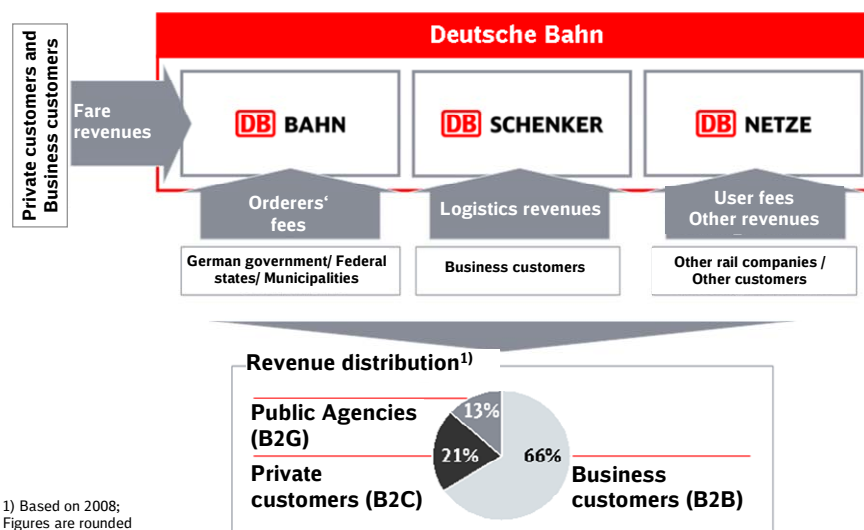 Deutsche Bahn
Private customers and
Business customers
Fare
revenues
DB BAHN
DB SCHENKER
DB NETZE
Orderers‘
fees
Logistics revenues
User fees
Other revenues
German government/ Federal
states/ Municipalities
Business customers
Other rail companies /
Other customers
Revenue distribution1)
Public Agencies
(B2G)
13%
21%
66%
Private
customers (B2C)
Business
customers (B2B)
1) Based on 2008;
Figures are rounded